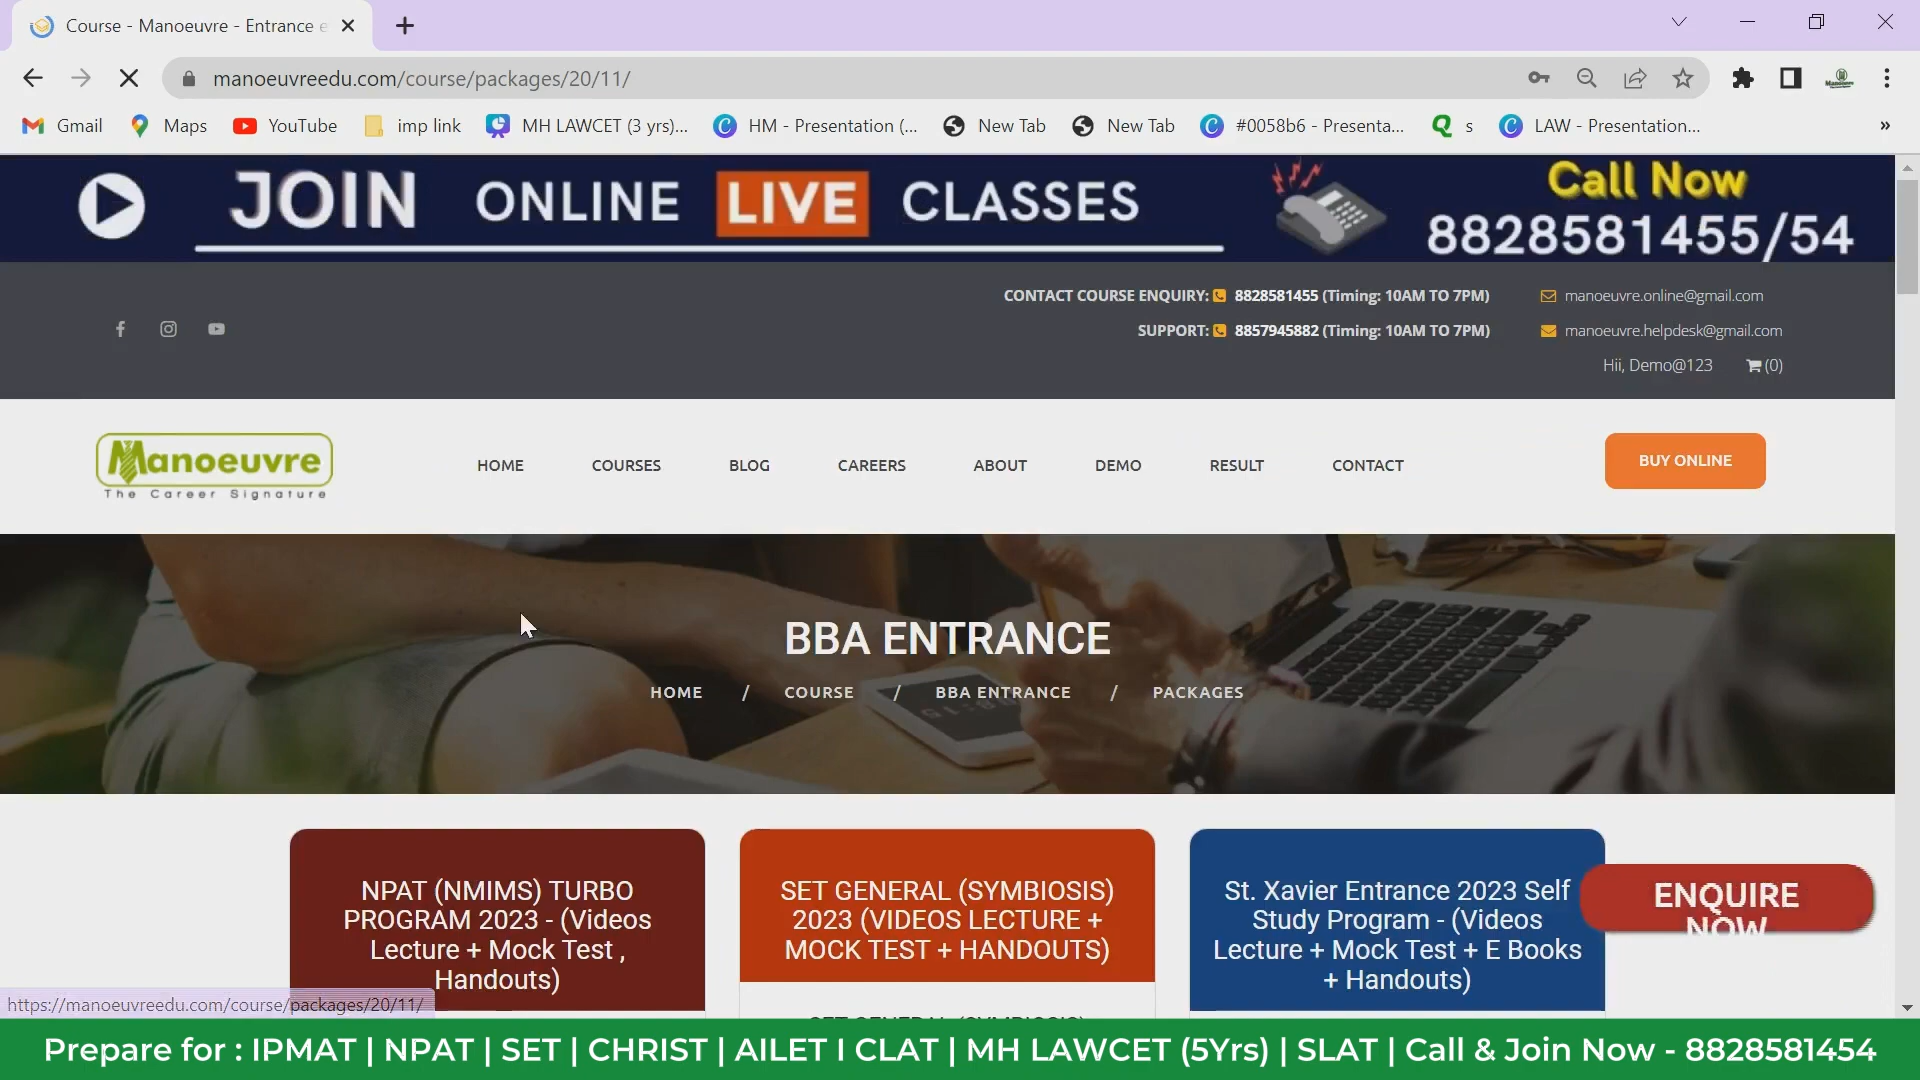 Course - Manoeuvre - Entrance e
manoeuvreedu.com/course/packages/20/11/
Gmail
Maps
YouTube
imp link
MH LAWCET (3 yrs)...
HM - Presentation (...
New Tab
New Tab
#0058b6 - Presenta...
s
LAW - Presentation...
»
JOIN ONLINE LIVE CLASSES
Call Now
8828581455/54
CONTACT COURSE ENQUIRY: 8828581455 (Timing: 10AM TO 7PM)
manoeuvre.online@gmail.com
SUPPORT: 8857945882 (Timing: 10AM TO 7PM)
manoeuvre.helpdesk@gmail.com
Hii, Demo@123
(0)
Manoeuvre
The Career Signature
HOME
COURSES
BLOG
CAREERS
ABOUT
DEMO
RESULT
CONTACT
BUY ONLINE
BBA ENTRANCE
HOME / COURSE / BBA ENTRANCE / PACKAGES
NPAT (NMIMS) TURBO
PROGRAM 2023 - (Videos
Lecture + Mock Test ,
Handouts)
SET GENERAL (SYMBIOSIS)
2023 (VIDEOS LECTURE +
MOCK TEST + HANDOUTS)
SET GENERAL (SYMBIOSIS)
St. Xavier Entrance 2023 Self
Study Program - (Videos
Lecture + Mock Test + E Books
+ Handouts)
ENQUIRE
NOW
https://manoeuvreedu.com/course/packages/20/11/
Prepare for : IPMAT | NPAT | SET | CHRIST | AILET I CLAT | MH LAWCET (5Yrs) | SLAT | Call & Join Now - 8828581454